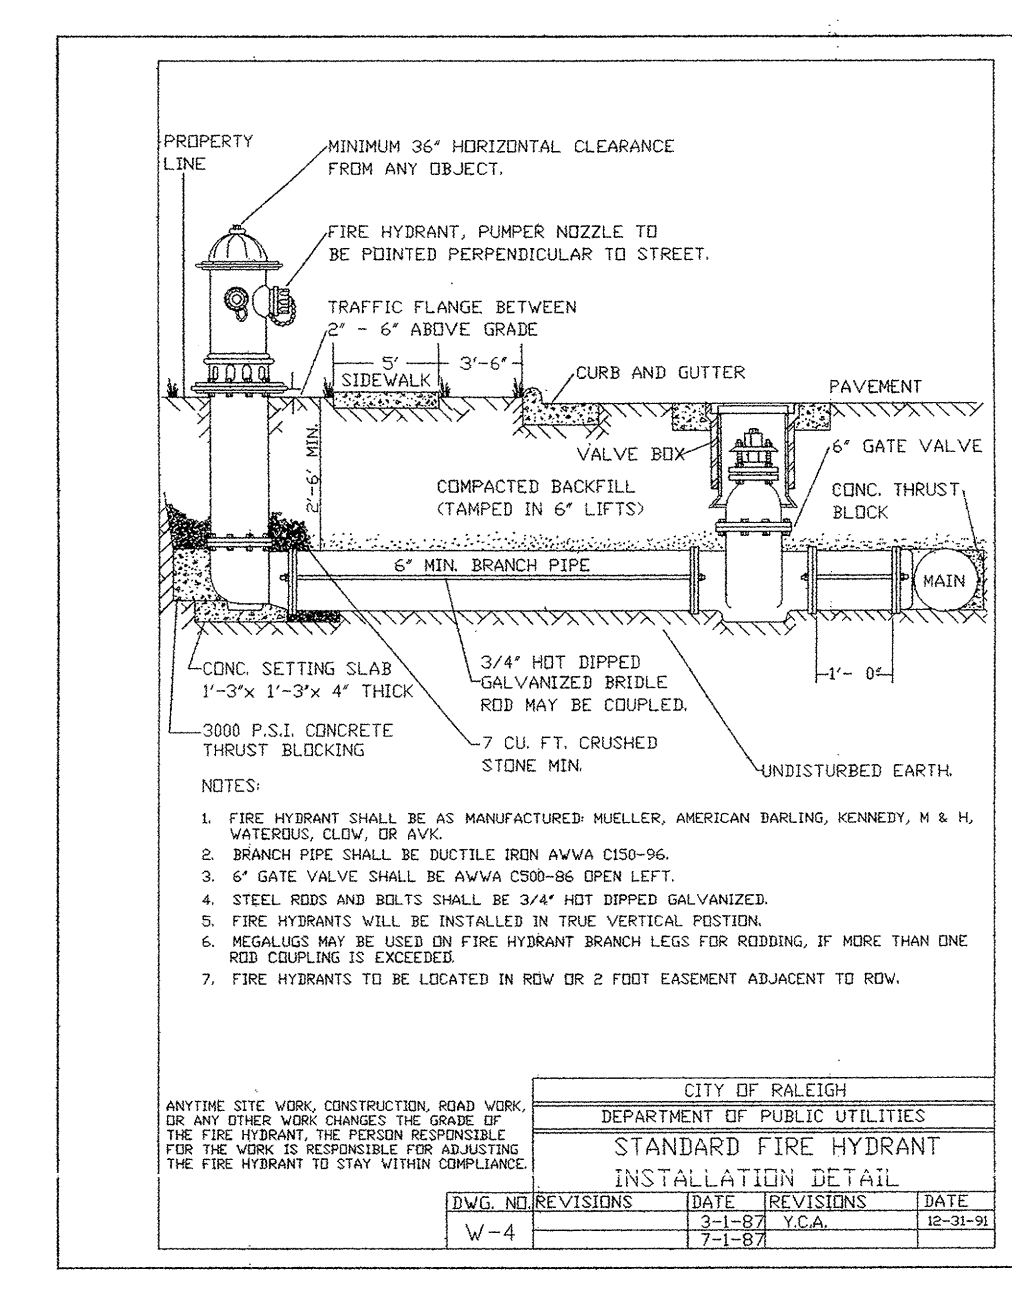 PROPERTY
LINE
MINIMUM 36" HORIZONTAL CLEARANCE
FROM ANY OBJECT.
FIRE HYDRANT, PUMPER NOZZLE TO
BE POINTED PERPENDICULAR TO STREET.
TRAFFIC FLANGE BETWEEN
2" - 6" ABOVE GRADE
5'
3'-6"
SIDEWALK
CURB AND GUTTER
PAVEMENT
2'-6' MIN.
VALVE BOX
6" GATE VALVE
COMPACTED BACKFILL
(TAMPED IN 6" LIFTS)
CONC. THRUST
BLOCK
6" MIN. BRANCH PIPE
MAIN
CONC. SETTING SLAB
1'-3"x 1'-3"x 4" THICK
3/4" HOT DIPPED
GALVANIZED BRIDLE
ROD MAY BE COUPLED.
1'- 0"
3000 P.S.I. CONCRETE
THRUST BLOCKING
7 CU. FT. CRUSHED
STONE MIN.
UNDISTURBED EARTH.
NOTES:
1. FIRE HYDRANT SHALL BE AS MANUFACTURED: MUELLER, AMERICAN DARLING, KENNEDY, M & H,
WATEROUS, CLOW, OR AVK.
2. BRANCH PIPE SHALL BE DUCTILE IRON AWWA C150-96.
3. 6" GATE VALVE SHALL BE AWWA C500-86 OPEN LEFT.
4. STEEL RODS AND BOLTS SHALL BE 3/4" HOT DIPPED GALVANIZED.
5. FIRE HYDRANTS WILL BE INSTALLED IN TRUE VERTICAL POSTION.
6. MEGALUGS MAY BE USED ON FIRE HYDRANT BRANCH LEGS FOR RODDING, IF MORE THAN ONE
ROD COUPLING IS EXCEEDED.
7. FIRE HYDRANTS TO BE LOCATED IN ROW OR 2 FOOT EASEMENT ADJACENT TO ROW.
ANYTIME SITE WORK, CONSTRUCTION, ROAD WORK,
OR ANY OTHER WORK CHANGES THE GRADE OF
THE FIRE HYDRANT, THE PERSON RESPONSIBLE
FOR THE WORK IS RESPONSIBLE FOR ADJUSTING
THE FIRE HYDRANT TO STAY WITHIN COMPLIANCE.
CITY OF RALEIGH
DEPARTMENT OF PUBLIC UTILITIES
STANDARD FIRE HYDRANT
INSTALLATION DETAIL
DWG. NO. REVISIONS DATE REVISIONS DATE
W-4
3-1-87 Y.C.A. 12-31-91
7-1-87